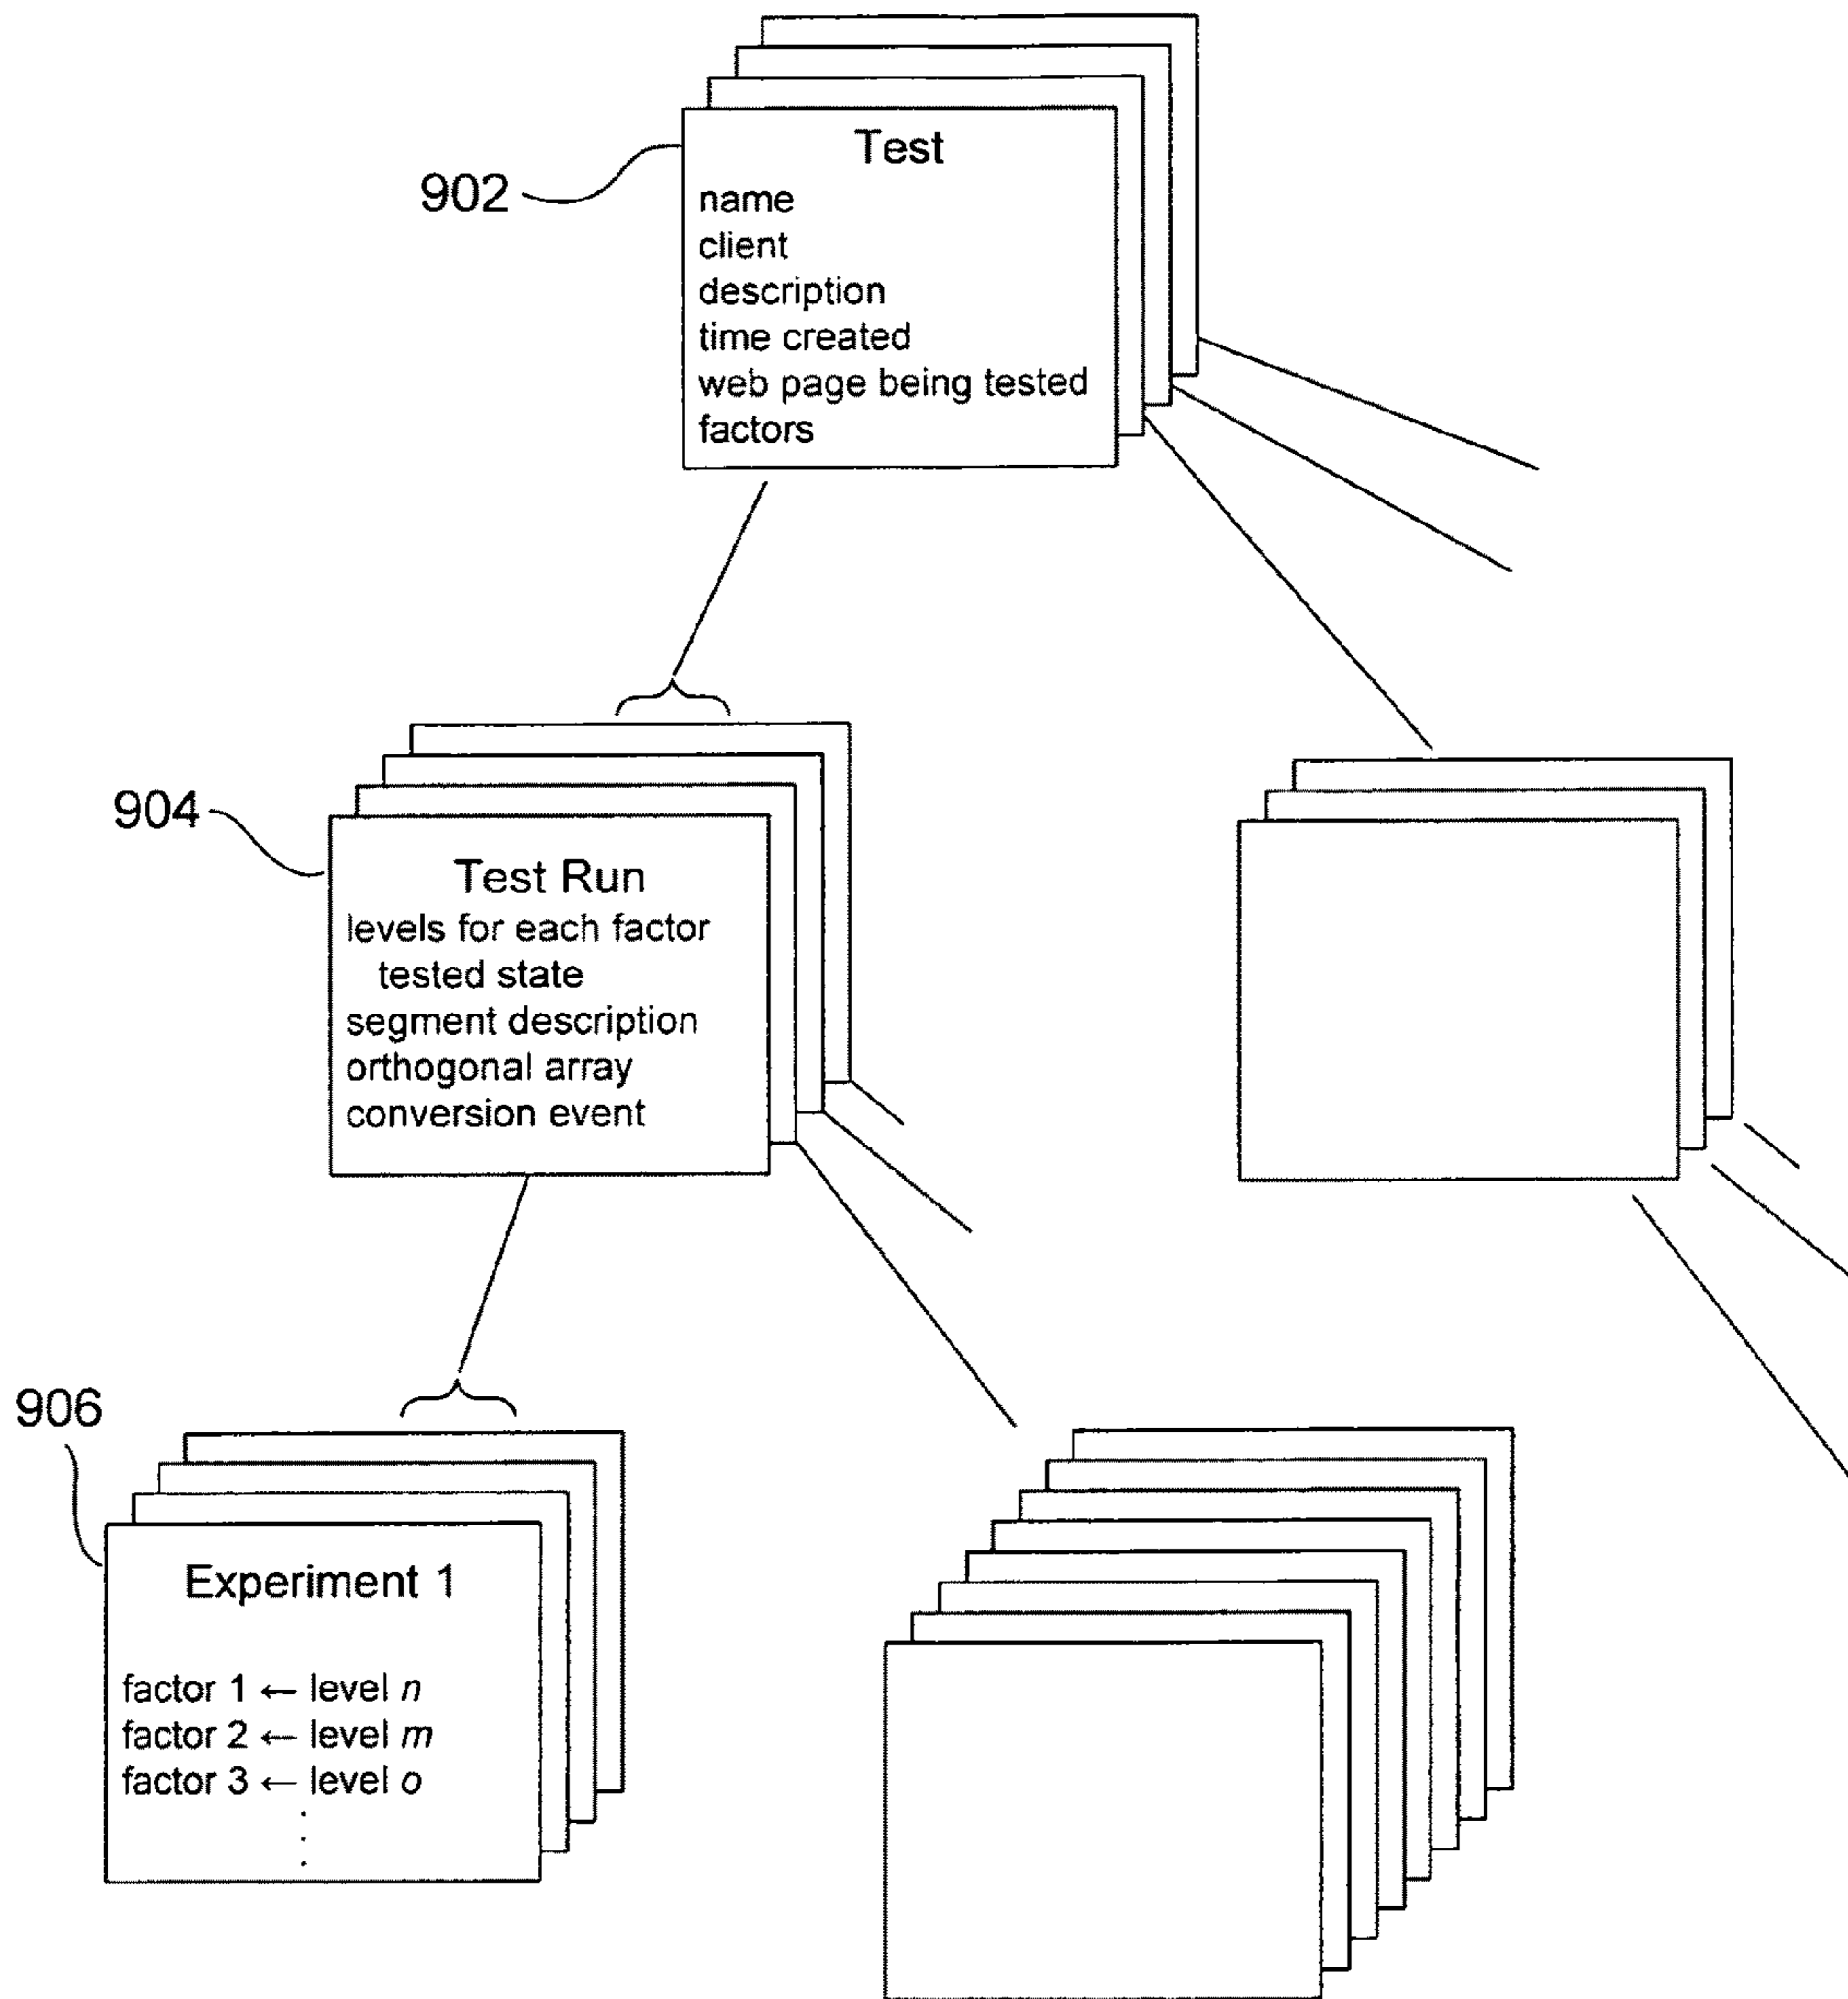 Test
902
name
client
description
time created
web page being tested
factors
904
Test Run
levels for each factor
tested state
segment description
orthogonal array
conversion event
906
Experiment 1
factor 1 ← level n
factor 2 ← level m
factor 3 ← level o
.
.
.